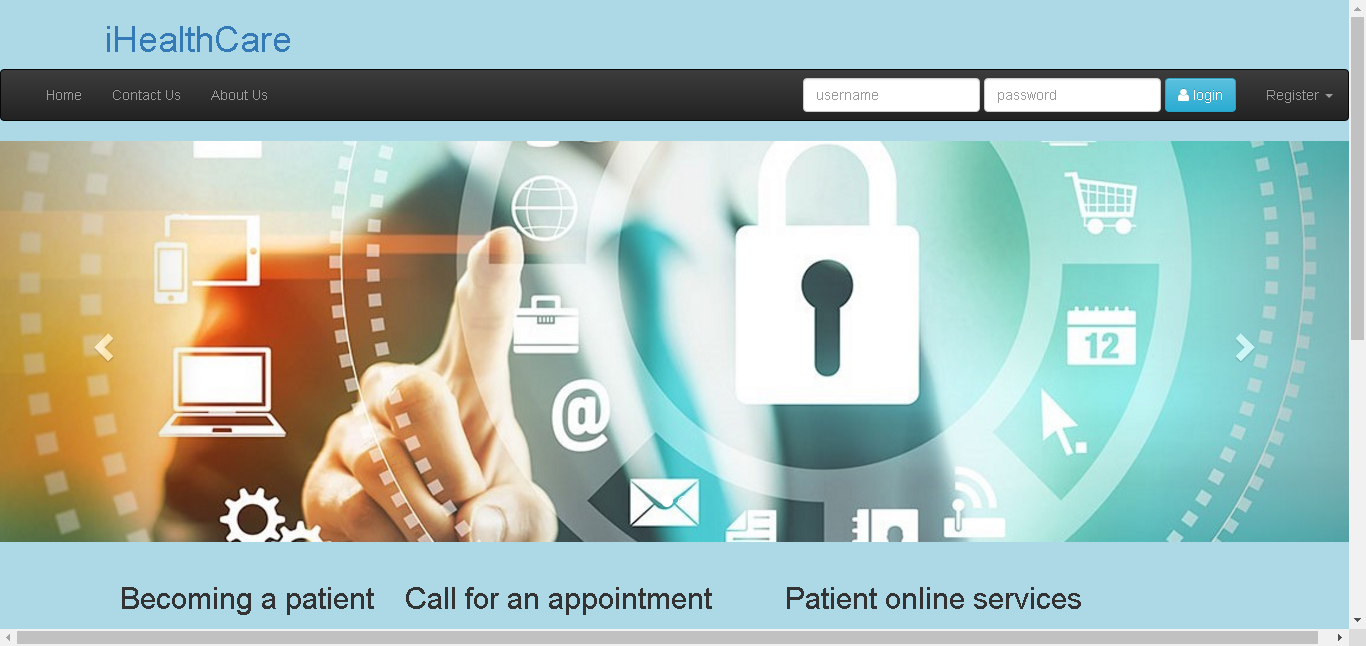 iHealthCare
Home Contact Us About Us username password login Register
12
@
Becoming a patient Call for an appointment Patient online services